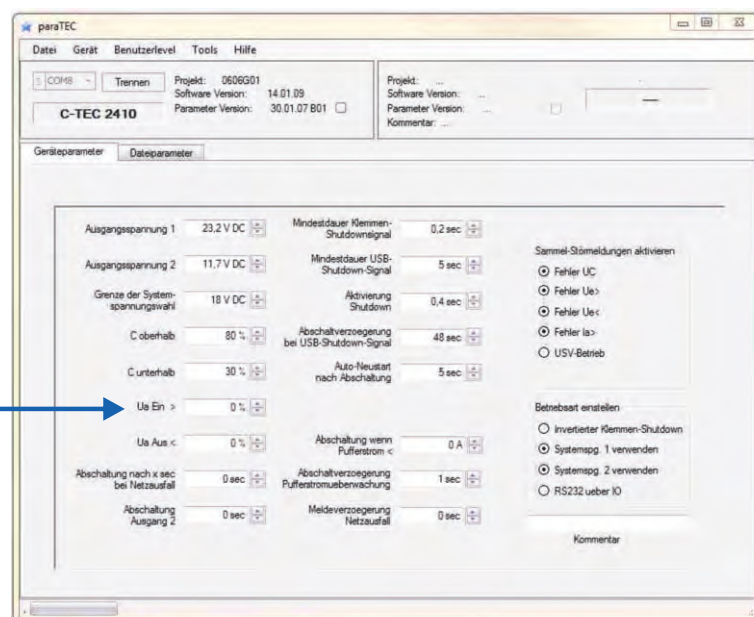 paraTEC
Datei Gerät Benutzerlevel Tools Hilfe
COM8 Trennen
C-TEC 2410
Projekt: 0606G01
Software Version: 14.01.09
Parameter Version: 30.01.07 B01
Projekt: ...
Software Version: ...
Parameter Version: ...
Kommentar: ...
Geräteparameter Dateiparameter
Ausgangsspannung 1 23,2 V DC
Ausgangsspannung 2 11,7 V DC
Grenze der System-
spannungswahl 18 V DC
C oberhalb 80 %
C unterhalb 30 %
Ua Ein > 0 %
Ua Aus < 0 %
Abschaltung nach x sec
bei Netzausfall 0 sec
Abschaltung
Ausgang 2 0 sec
Mindestdauer Klemmen-
Shutdownsignal 0,2 sec
Mindestdauer USB-
Shutdown-Signal 5 sec
Aktivierung
Shutdown 0,4 sec
Abschaltverzoegerung
bei USB-Shutdown-Signal 48 sec
Auto-Neustart
nach Abschaltung 5 sec
Abschaltung wenn
Pufferstrom < 0 A
Abschaltverzoegerung
Pufferstromueberwachung 1 sec
Meldeverzoegerung
Netzausfall 0 sec
Sammel-Störmeldungen aktivieren
Fehler UC
Fehler Ue>
Fehler Ue<
Fehler Ia>
USV-Betrieb
Betriebsart einstellen
Invertierter Klemmen-Shutdown
Systemspg. 1 verwenden
Systemspg. 2 verwenden
RS232 ueber IO
Kommentar